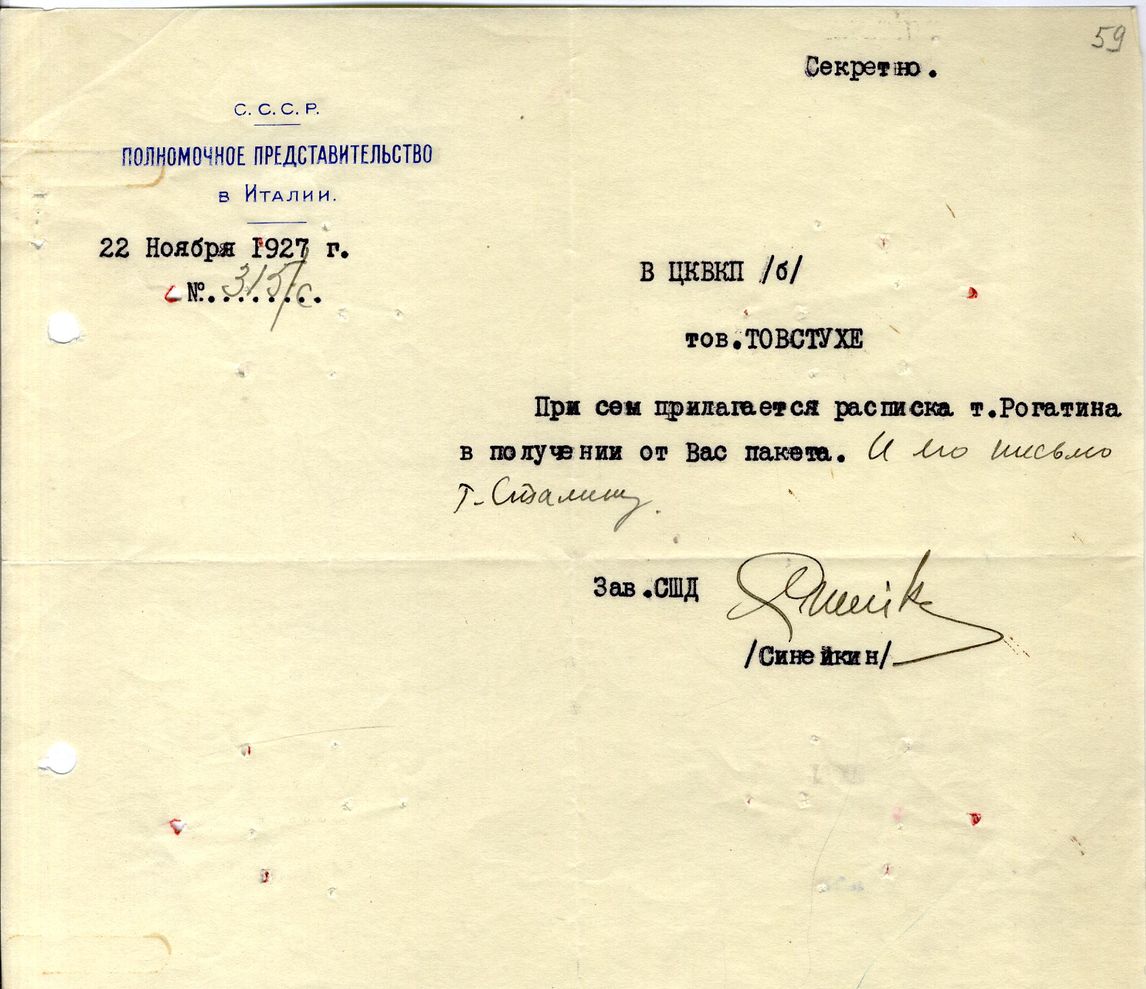 59
Секретно.
С.С.С.Р.
ПОЛНОМОЧНОЕ ПРЕДСТАВИТЕЛЬСТВО
в Италии.
22 Ноября 1927 г.
№. 315/с
В ЦКВКП /б/
тов.ТОВСТУХЕ
При сем прилагается расписка т.Рогатина
в получении от Вас пакета. И его письмо
т. Сталину.
Зав.СШД
/Синейкин/